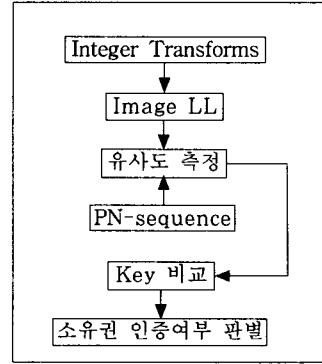 Integer Transforms
Image LL
유사도 측정
PN-sequence
Key 비교
소유권 인증여부 판별